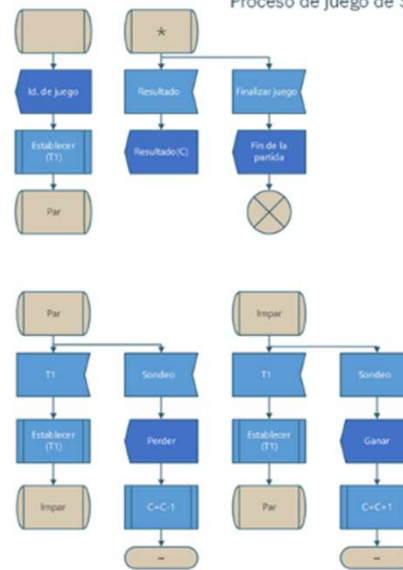 Proceso de juego de
*
Id. de juego
Resultado
Finalizar juego
Establecer
(T1)
Resultado(C)
Fin de la
partida
Par
Par
Impar
T1
Sondeo
T1
Sondeo
Establecer
(T1)
Perder
Establecer
(T1)
Ganar
Impar
C=C-1
Par
C=C+1
–
–